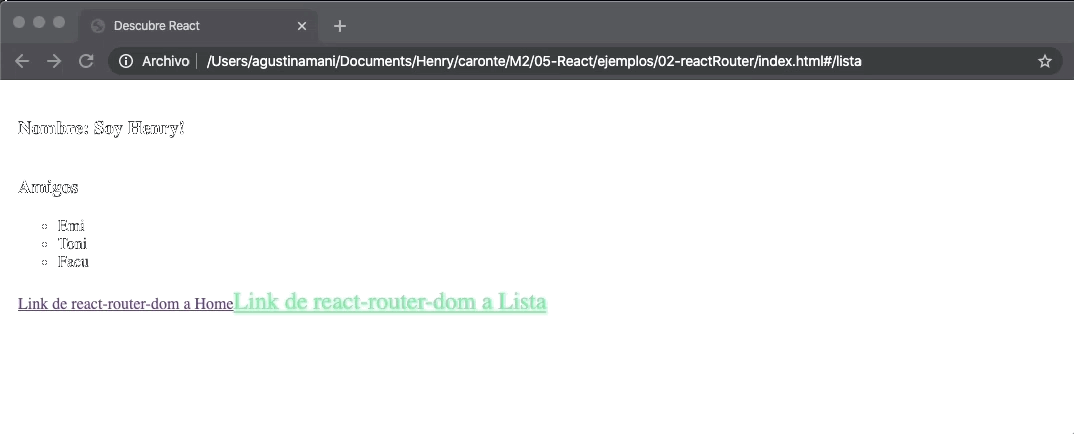 Descubre React
Archivo | /Users/agustinamani/Documents/Henry/caronte/M2/05-React/ejemplos/02-reactRouter/index.html#/lista
Nombre: Soy Henry!
Amigos
Emi
Toni
Facu
Link de react-router-dom a HomeLink de react-router-dom a Lista